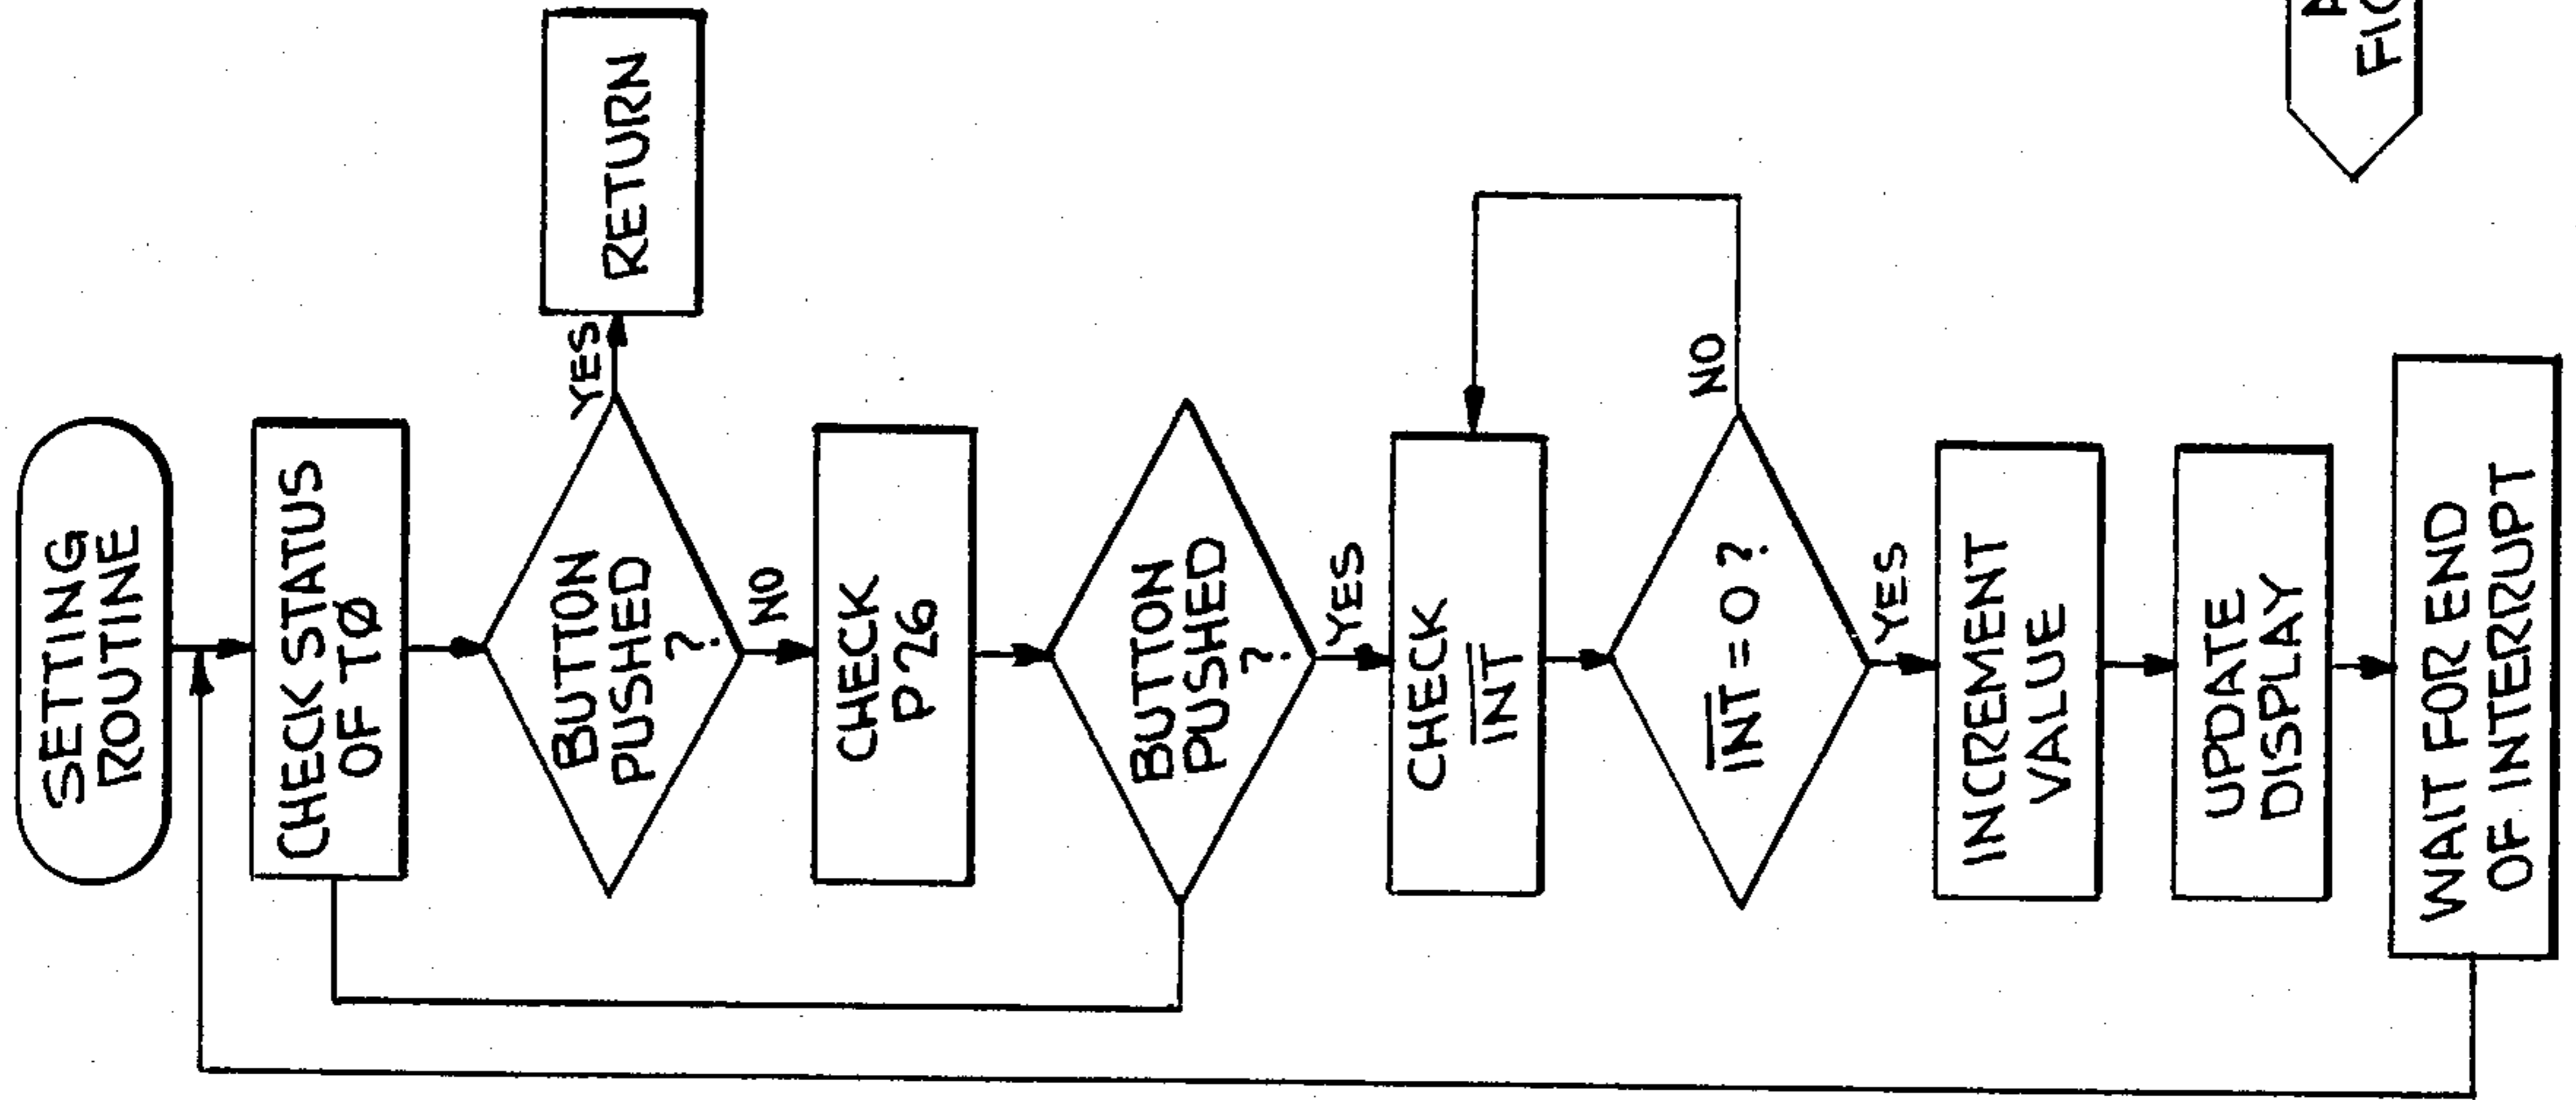 SETTING
ROUTINE
CHECK STATUS
OF TØ
BUTTON
PUSHED
?
YES
RETURN
NO
CHECK
P26
BUTTON
PUSHED
?
YES
CHECK
INT
INT = 0 ?
NO
YES
INCREMENT
VALUE
UPDATE
DISPLAY
WAIT FOR END
OF INTERRUPT